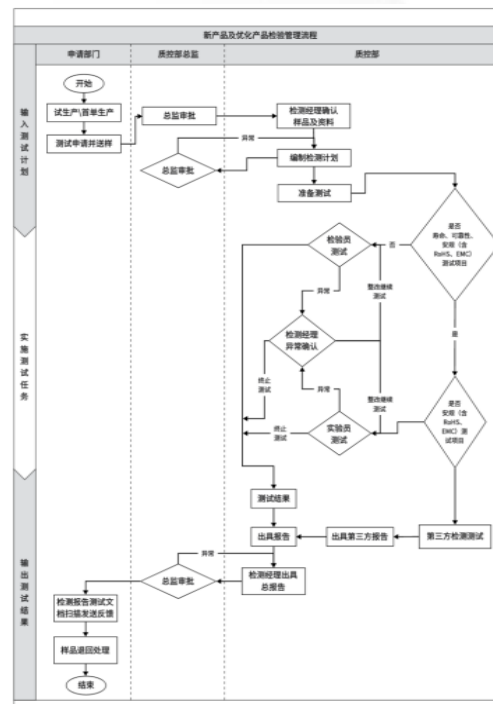 新产品及优化产品检验管理流程
申请部门
质控部总监
质控部
输入测试计划
开始
试生产\首单生产
测试申请并送样
总监审批
检测经理确认
样品及资料
异常
总监审批
编制检测计划
准备测试
实施测试任务
是否
寿命、可靠性、
安规（含
RoHS、EMC）
测试项目
否
检验员
测试
异常
整改继续
测试
检测经理
异常确认
是
终止
测试
异常
整改继续
测试
是否
安规（含
RoHS、
EMC）测
试项目
终止
测试
实验员
测试
输出测试结果
测试结果
出具报告
出具第三方报告
第三方检测测试
异常
总监审批
检测经理出具
总报告
检测报告测试文
档扫描发送反馈
样品退回处理
结束